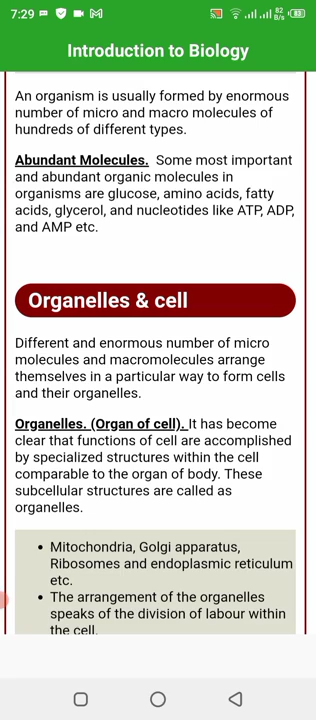 7:29
82
B/s
83
Introduction to Biology
An organism is usually formed by enormous
number of micro and macro molecules of
hundreds of different types.
Abundant Molecules. Some most important
and abundant organic molecules in
organisms are glucose, amino acids, fatty
acids, glycerol, and nucleotides like ATP, ADP,
and AMP etc.
Organelles & cell
Different and enormous number of micro
molecules and macromolecules arrange
themselves in a particular way to form cells
and their organelles.
Organelles. (Organ of cell). It has become
clear that functions of cell are accomplished
by specialized structures within the cell
comparable to the organ of body. These
subcellular structures are called as
organelles.
• Mitochondria, Golgi apparatus,
Ribosomes and endoplasmic reticulum
etc.
• The arrangement of the organelles
speaks of the division of labour within
the cell.